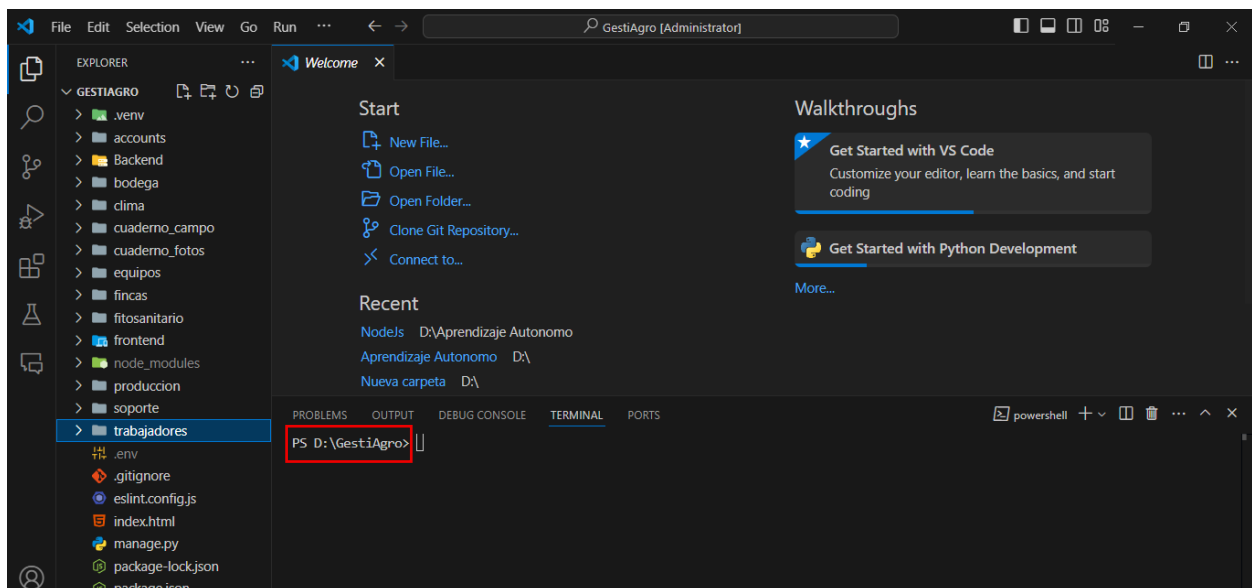 File Edit Selection View Go Run ··· GestiAgro [Administrator]
EXPLORER ···
GESTIAGRO
.venv
accounts
Backend
bodega
clima
cuaderno_campo
cuaderno_fotos
equipos
fincas
fitosanitario
frontend
node_modules
produccion
soporte
trabajadores
.env
.gitignore
eslint.config.js
index.html
manage.py
package-lock.json
package.json
Welcome
Start
New File...
Open File...
Open Folder...
Clone Git Repository...
Connect to...
Recent
NodeJs D:\Aprendizaje Autonomo
Aprendizaje Autonomo D:\
Nueva carpeta D:\
Walkthroughs
Get Started with VS Code
Customize your editor, learn the basics, and start
coding
Get Started with Python Development
More...
PROBLEMS OUTPUT DEBUG CONSOLE TERMINAL PORTS powershell
PS D:\GestiAgro>